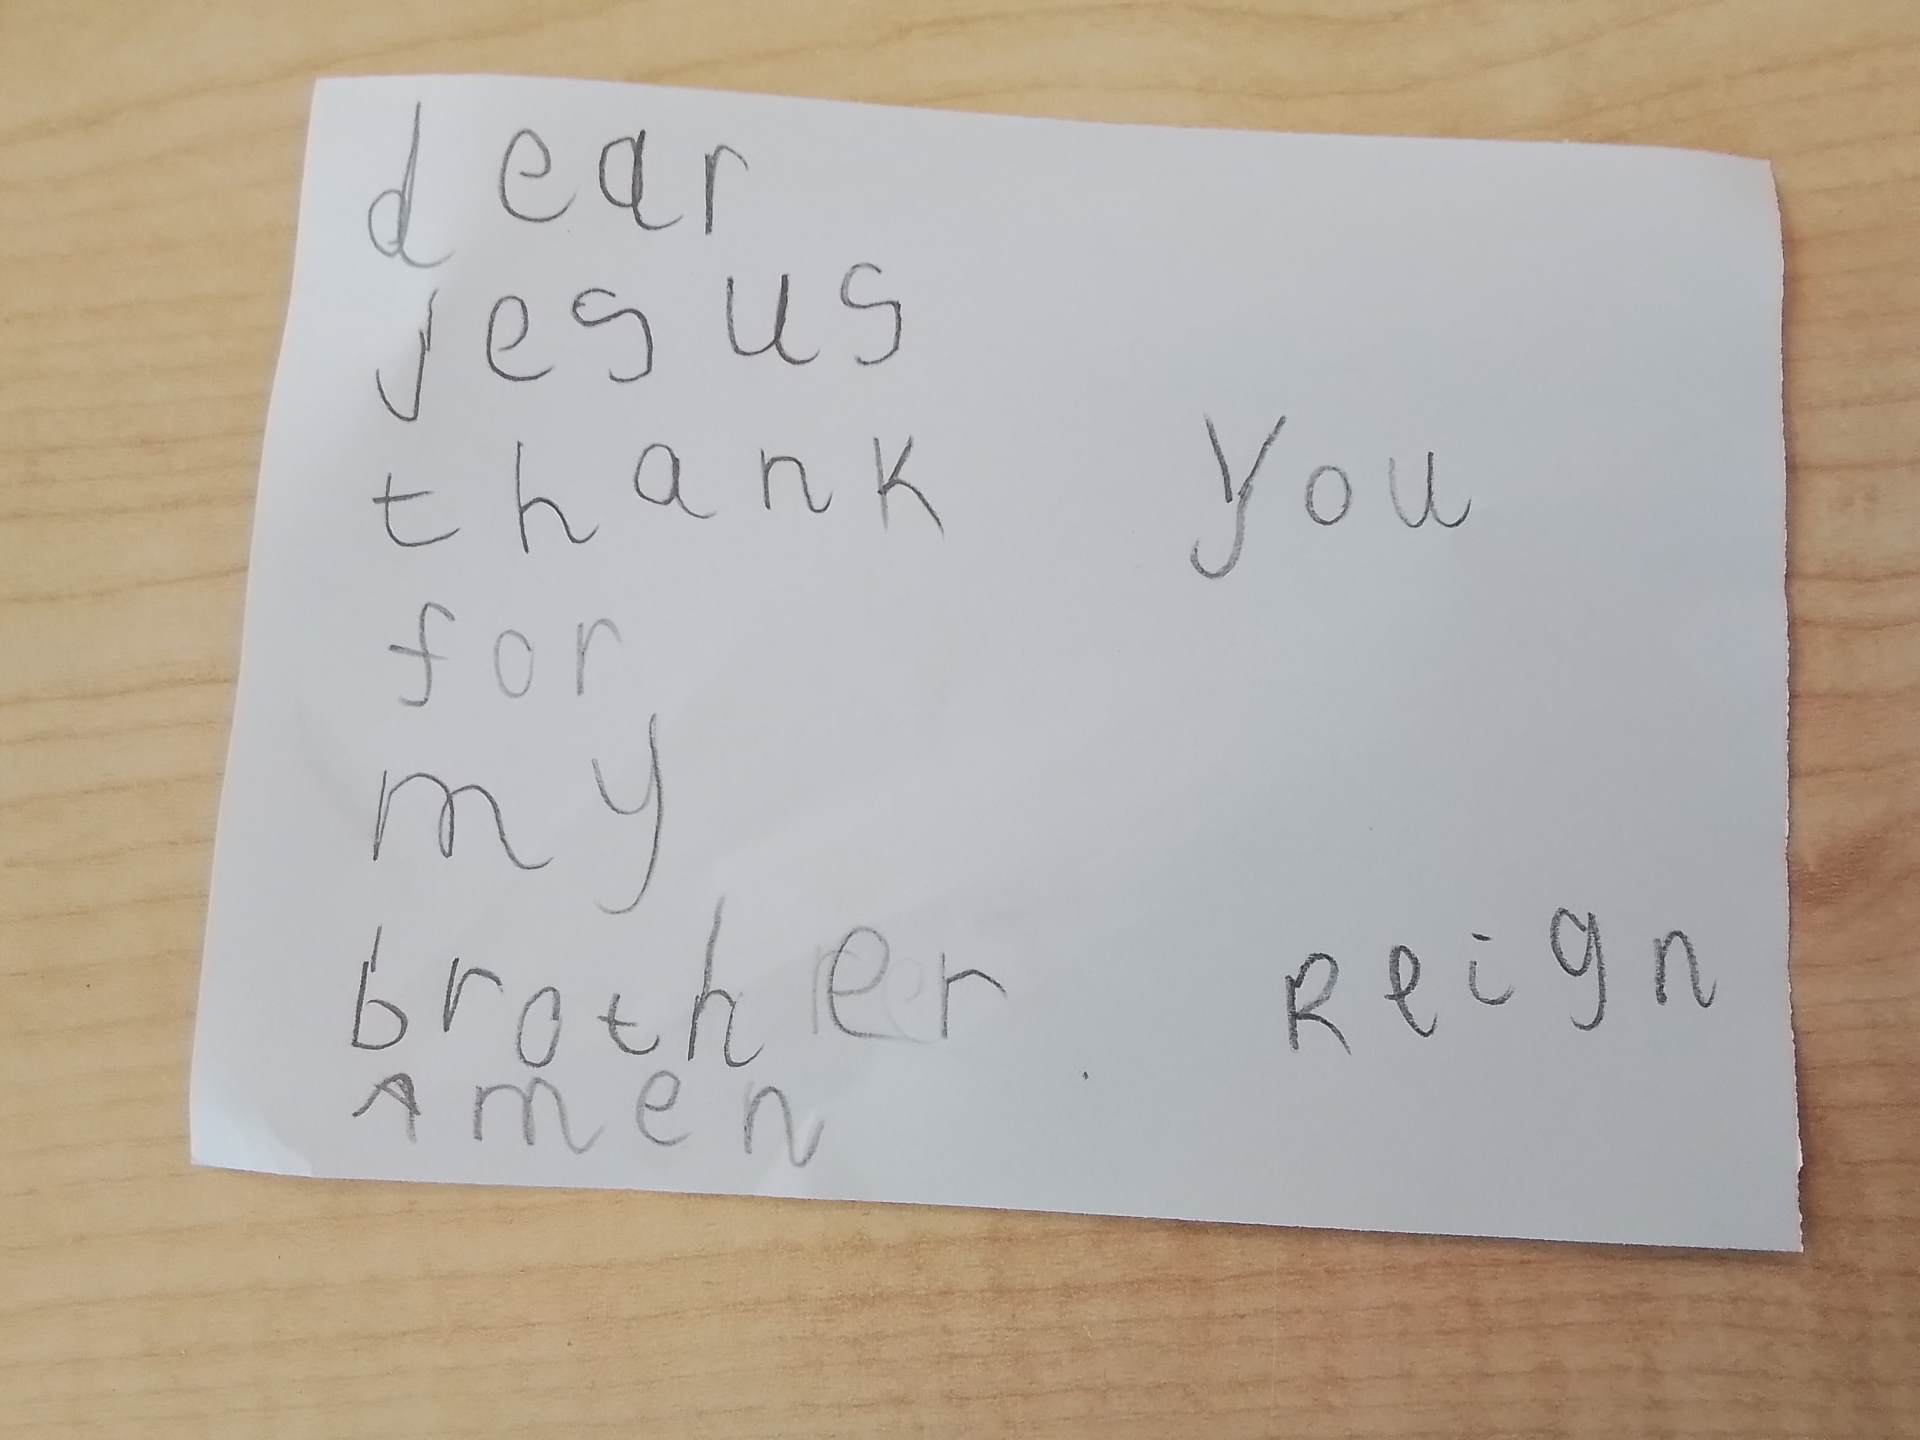 dear
jesus
thank you
for
my
brother Reign
Amen